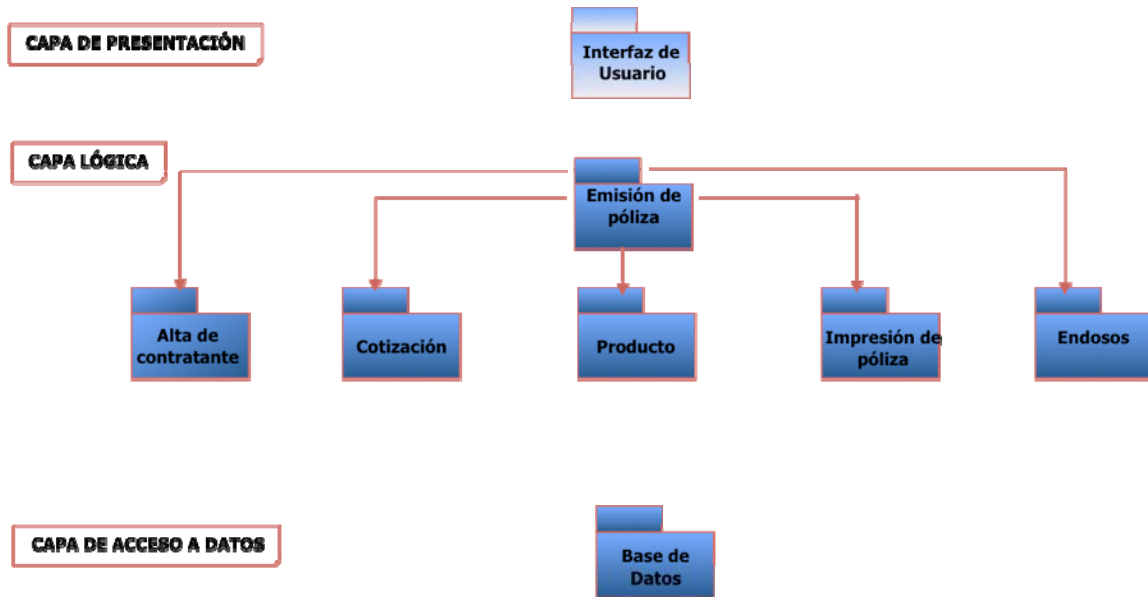 CAPA DE PRESENTACIÓN
Interfaz de
Usuario
CAPA LÓGICA
Emisión de
póliza
Alta de
contratante
Cotización
Producto
Impresión de
póliza
Endosos
CAPA DE ACCESO A DATOS
Base de
Datos